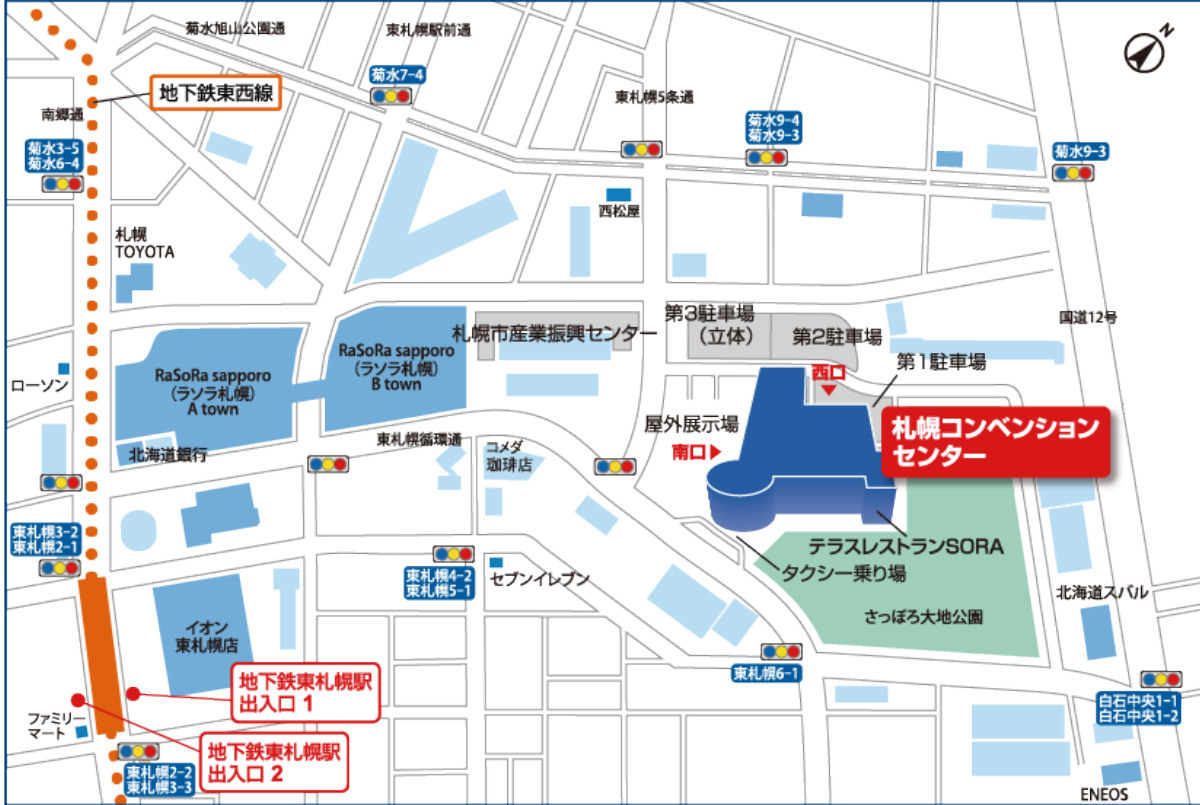 菊水旭山公園通
東札幌駅前通
N
菊水7-4
地下鉄東西線
東札幌5条通
南郷通
菊水9-4
菊水9-3
菊水3-5
菊水6-4
菊水9-3
西松屋
札幌
TOYOTA
国道12号
第3駐車場
(立体)
札幌市産業振興センター
第2駐車場
RaSoRa sapporo
(ラソラ札幌)
B town
第1駐車場
RaSoRa sapporo
(ラソラ札幌)
A town
西口
ローソン
屋外展示場
札幌コンベンション
センター
東札幌循環通
コメダ
珈琲店
南口
北海道銀行
東札幌3-2
東札幌2-1
テラスレストランSORA
東札幌4-2
東札幌5-1
セブンイレブン
タクシー乗り場
北海道スバル
さっぽろ大地公園
イオン
東札幌店
東札幌6-1
地下鉄東札幌駅
出入口 1
白石中央1-1
白石中央1-2
ファミリー
マート
地下鉄東札幌駅
出入口 2
東札幌2-2
東札幌3-3
ENEOS